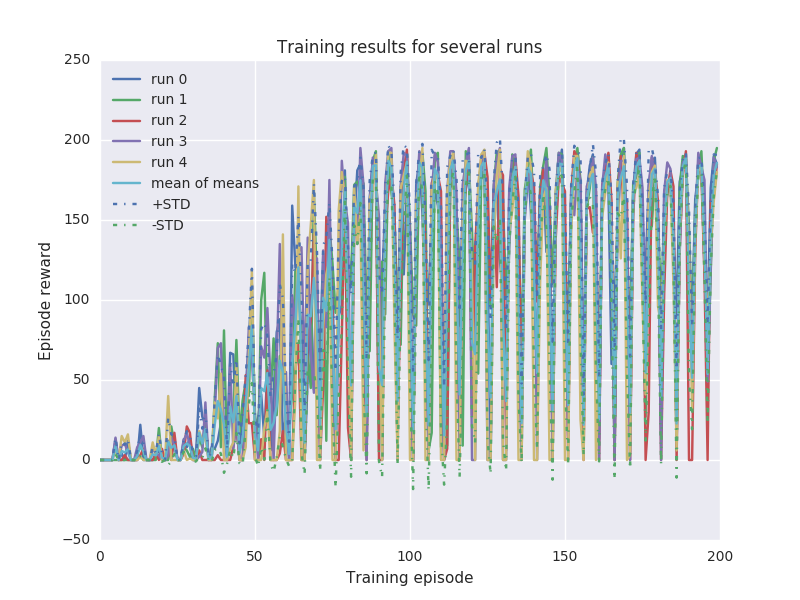 Training results for several runs
250
200
150
100
50
0
−50
run 0
run 1
run 2
run 3
run 4
mean of means
+STD
-STD
Episode reward
0
50
100
150
200
Training episode